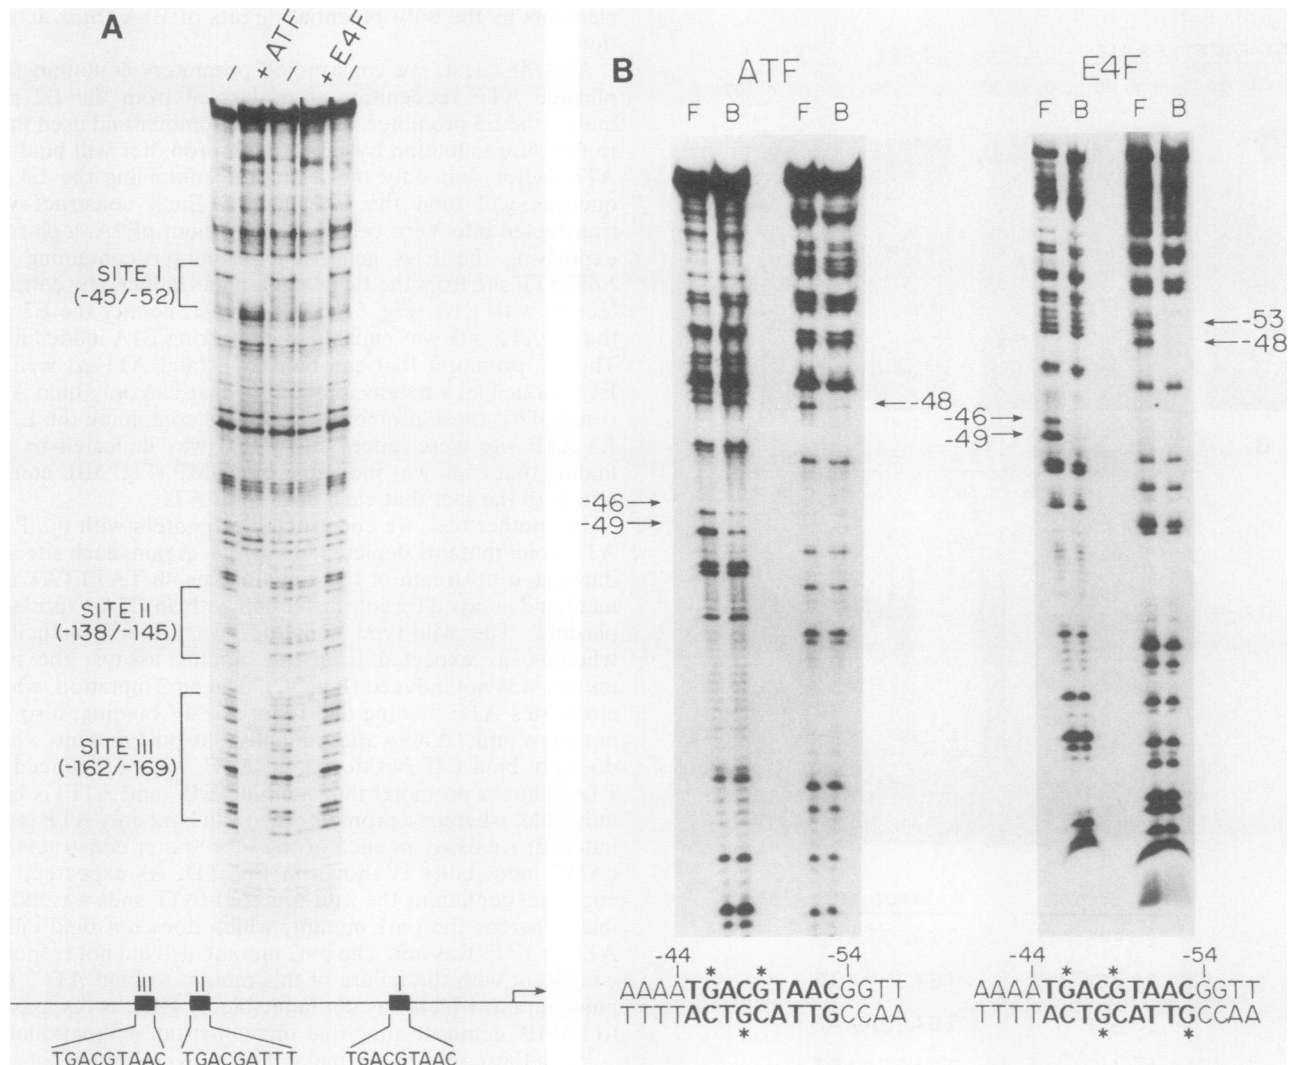 A
- +ATF - +E4F -
SITE I
(-45/-52)
SITE II
(-138/-145)
SITE III
(-162/-169)
III II I
TGACGTAAC TGACGATTT TGACGTAAC
B
ATF E4F
F B F B F B F B
-53
-48
-48
-46
-49
-46
-49
-44 -54 -44 -54
* * * *
AAAATGACGTAACGGTT AAAATGACGTAACGGTT
TTTTACTGCATTGCCAA TTTTACTGCATTGCCAA
* * *